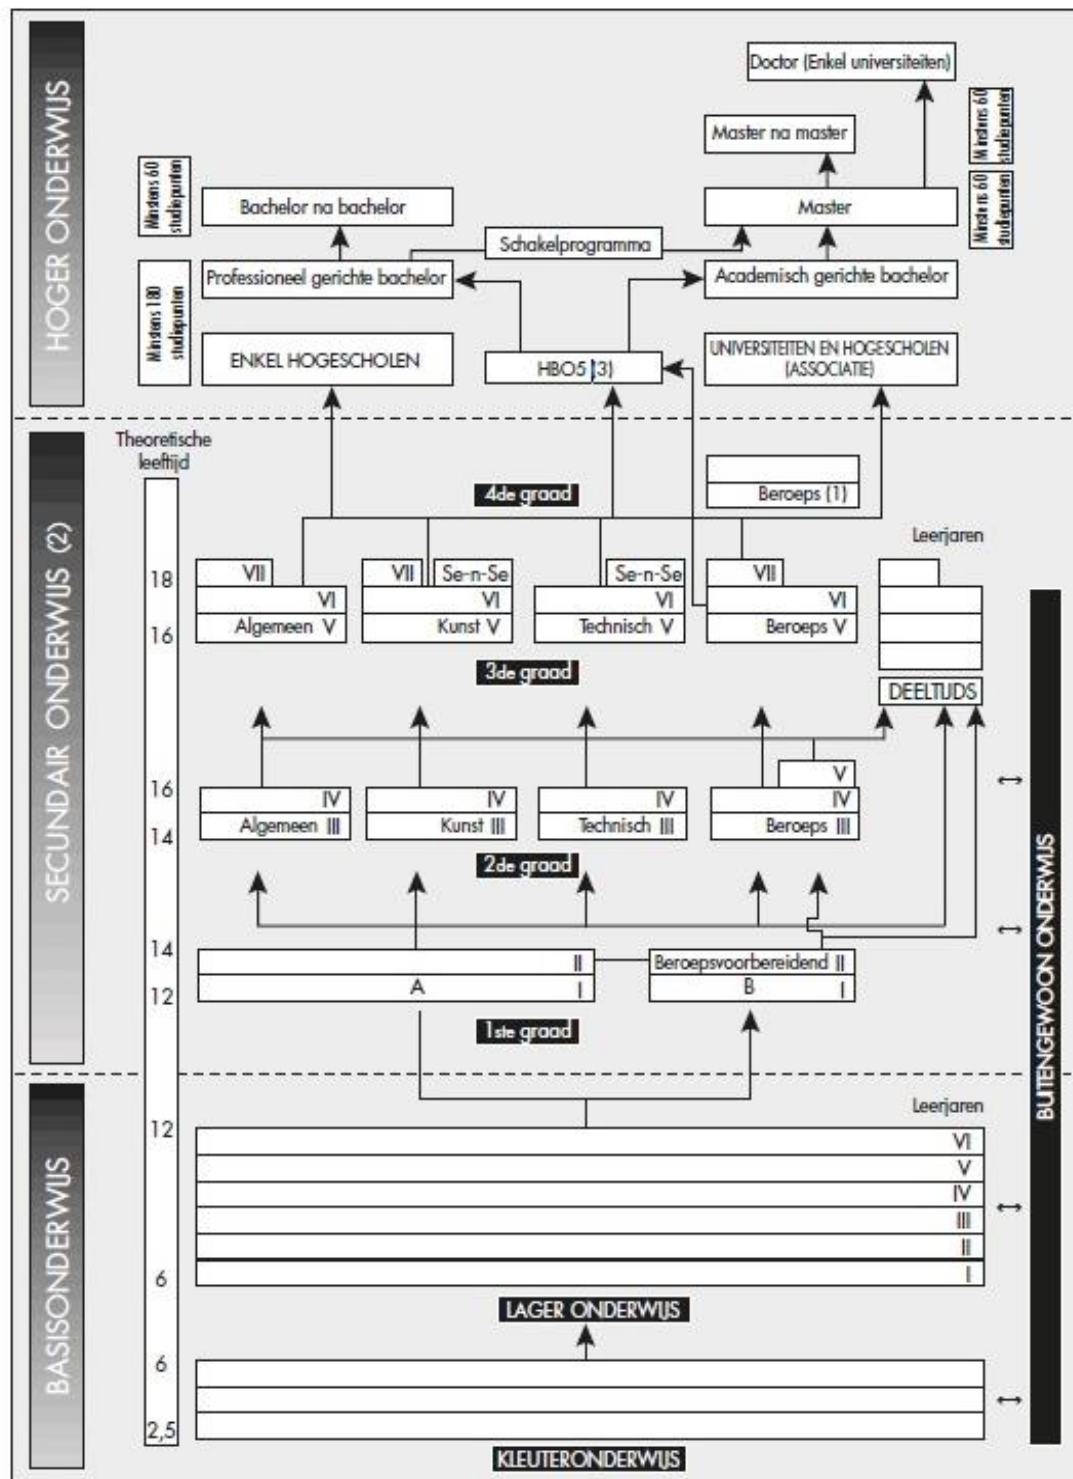 HOGER ONDERWIJS
Doctor (Enkel universiteiten)
Minstens 60
studiepunten
Master na master
Minstens 60
studiepunten
Bachelor na bachelor
Master
Minstens 60
studiepunten
Schakelprogramma
Professioneel gerichte bachelor
Academisch gerichte bachelor
Minstens 180
studiepunten
ENKEL HOGESCHOLEN
HBO5 (3)
UNIVERSITEITEN EN HOGESCHOLEN
(ASSOCIATIE)
SECUNDAIR ONDERWIJS (2)
Theoretische
leeftijd
4de graad
Beroeps (1)
Leerjaren
18
VII
VII
Se-n-Se
Se-n-Se
VII
VI
VI
VI
VI
16
Algemeen V
Kunst V
Technisch V
Beroeps V
3de graad
DEELTIJDS
16
V
IV
IV
IV
IV
14
Algemeen III
Kunst III
Technisch III
Beroeps III
2de graad
14
II
Beroepsvoorbereidend II
12
A I
B I
1ste graad
BUITENGEWOON ONDERWIJS
BASISONDERWIJS
Leerjaren
12
VI
V
IV
III
II
6
I
LAGER ONDERWIJS
6
2,5
KLEUTERONDERWIJS